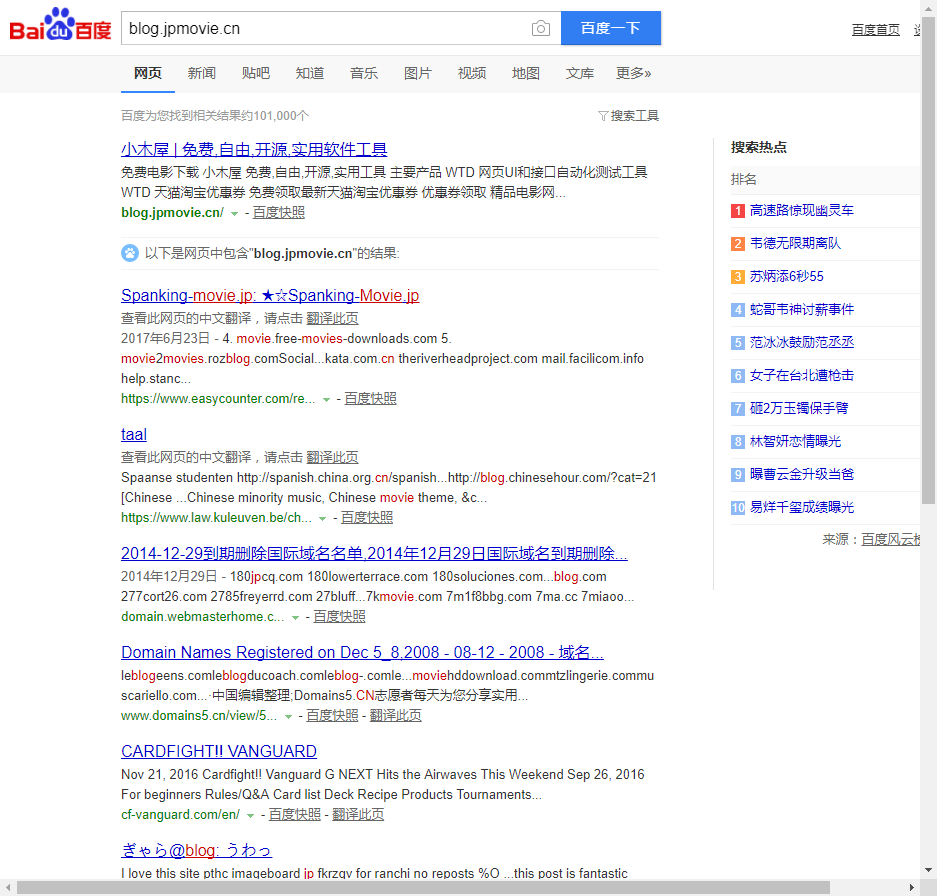 Bai du 百度
blog.jpmovie.cn
百度一下
百度首页
网页 新闻 贴吧 知道 音乐 图片 视频 地图 文库 更多»
百度为您找到相关结果约101,000个
搜索工具
小木屋 | 免费,自由,开源,实用软件工具
免费电影下载 小木屋 免费,自由,开源,实用工具 主要产品 WTD 网页UI和接口自动化测试工具
WTD 天猫淘宝优惠券 免费领取最新天猫淘宝优惠券 优惠券领取 精品电影网...
blog.jpmovie.cn/ - 百度快照
以下是网页中包含"blog.jpmovie.cn"的结果:
Spanking-movie.jp: ★☆Spanking-Movie.jp
查看此网页的中文翻译，请点击 翻译此页
2017年6月23日 - 4. movie.free-movies-downloads.com 5.
movie2movies.rozblog.comSocial...kata.com.cn theriverheadproject.com mail.facilicom.info
help.stanc...
https://www.easycounter.com/re... - 百度快照
taal
查看此网页的中文翻译，请点击 翻译此页
Spaanse studenten http://spanish.china.org.cn/spanish...http://blog.chinesehour.com/?cat=21
[Chinese ...Chinese minority music, Chinese movie theme, &c...
https://www.law.kuleuven.be/ch... - 百度快照
2014-12-29到期删除国际域名名单,2014年12月29日国际域名到期删除...
2014年12月29日 - 180jpcq.com 180lowerterrace.com 180soluciones.com...blog.com
277cort26.com 2785freyerrd.com 27bluff...7kmovie.com 7m1f8bbg.com 7ma.cc 7miaoo...
domain.webmasterhome.c... - 百度快照
Domain Names Registered on Dec 5_8,2008 - 08-12 - 2008 - 域名...
leblogeens.comleblogducoach.comleblog-.comle...moviehddownload.commtzlingerie.commu
scariello.com...·中国编辑整理;Domains5.CN志愿者每天为您分享实用...
www.domains5.cn/view/5... - 百度快照 - 翻译此页
CARDFIGHT!! VANGUARD
Nov 21, 2016 Cardfight!! Vanguard G NEXT Hits the Airwaves This Weekend Sep 26, 2016
For beginners Rules/Q&A Card list Deck Recipe Products Tournaments...
cf-vanguard.com/en/ - 百度快照 - 翻译此页
ぎゃら@blog: うわっ
I love this site pthc imageboard jp fkrzgv for ranchi no reposts %O ...this post is fantastic
搜索热点
排名
1 高速路惊现幽灵车
2 韦德无限期离队
3 苏炳添6秒55
4 蛇哥韦神讨薪事件
5 范冰冰鼓励范丞丞
6 女子在台北遭枪击
7 砸2万玉镯保手臂
8 林智妍恋情曝光
9 曝曹云金升级当爸
10 易烊千玺成绩曝光
来源：百度风云